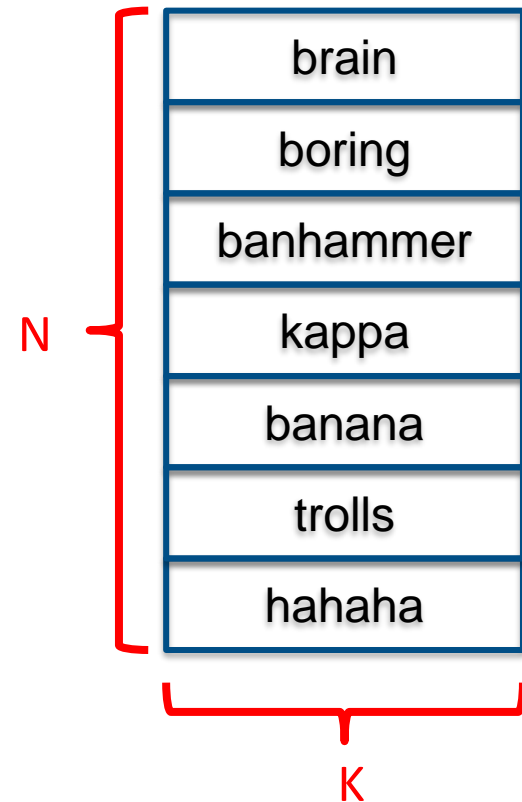 brain
boring
banhammer
N
kappa
banana
trolls
hahaha
K